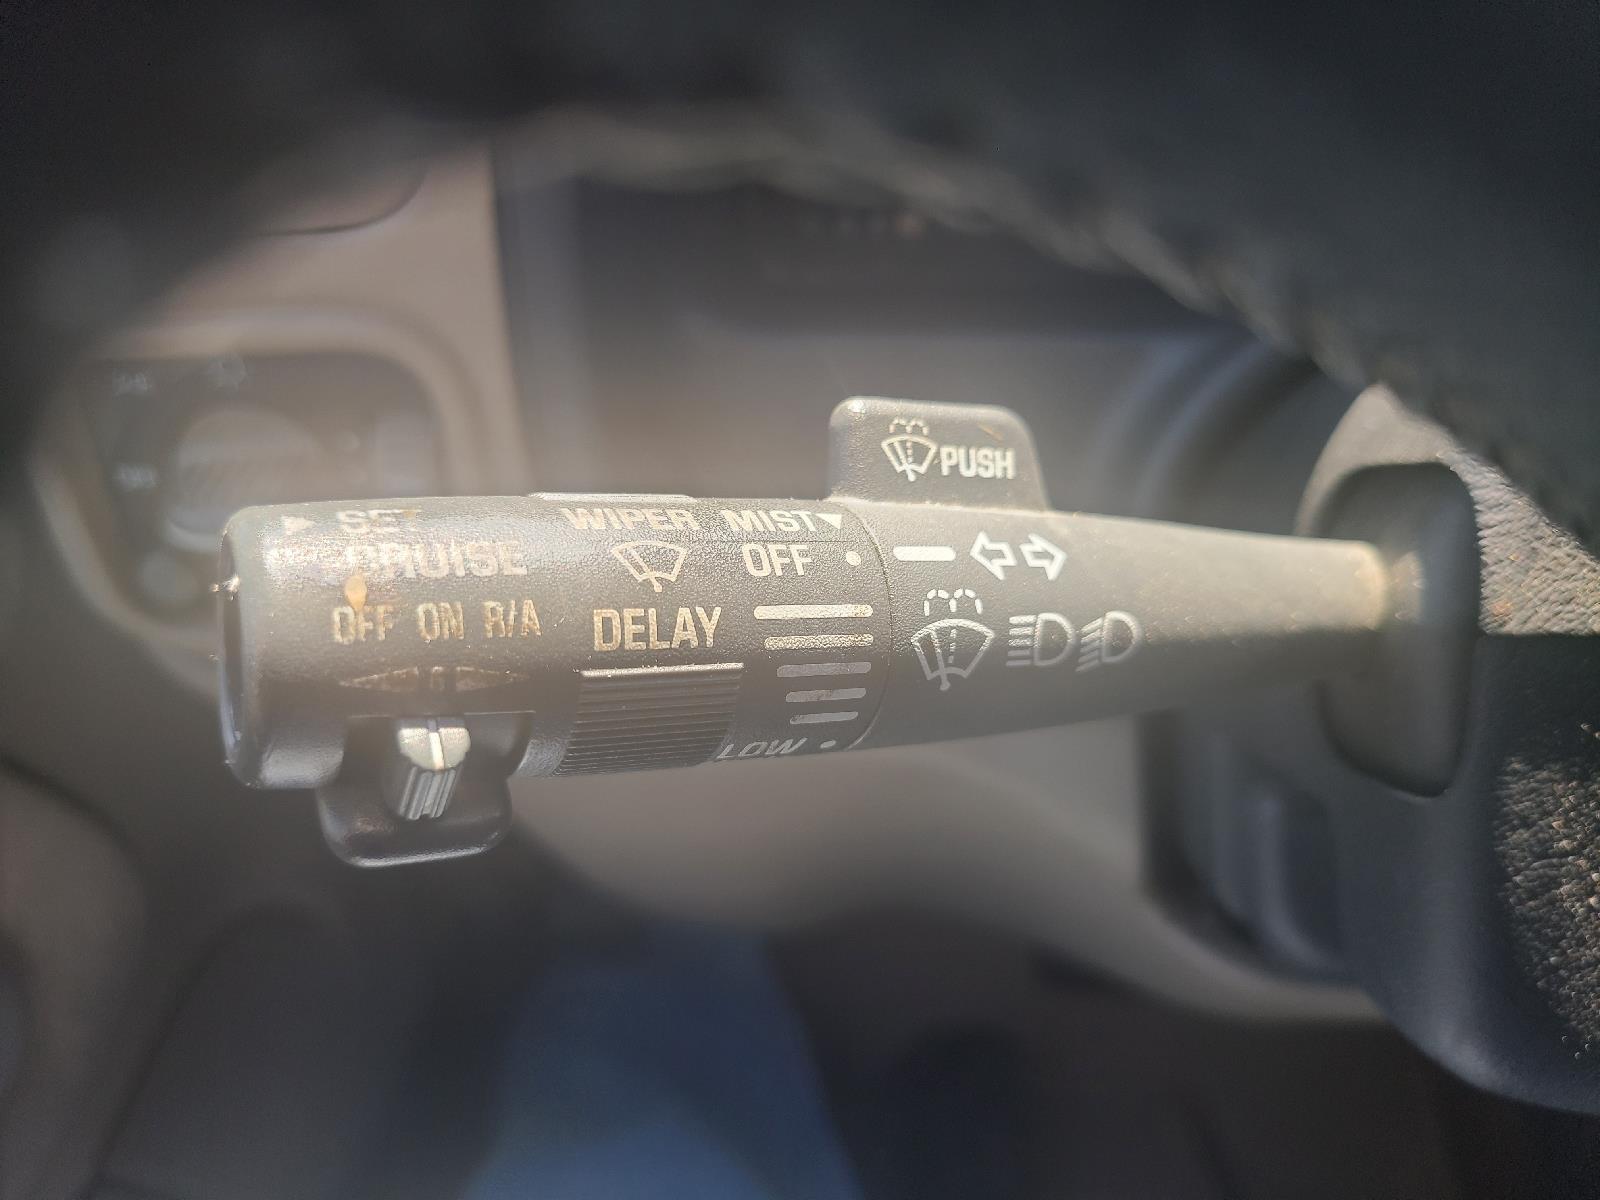 PUSH
SET
CRUISE
OFF ON R/A
WIPER
DELAY
MIST
OFF
LOW